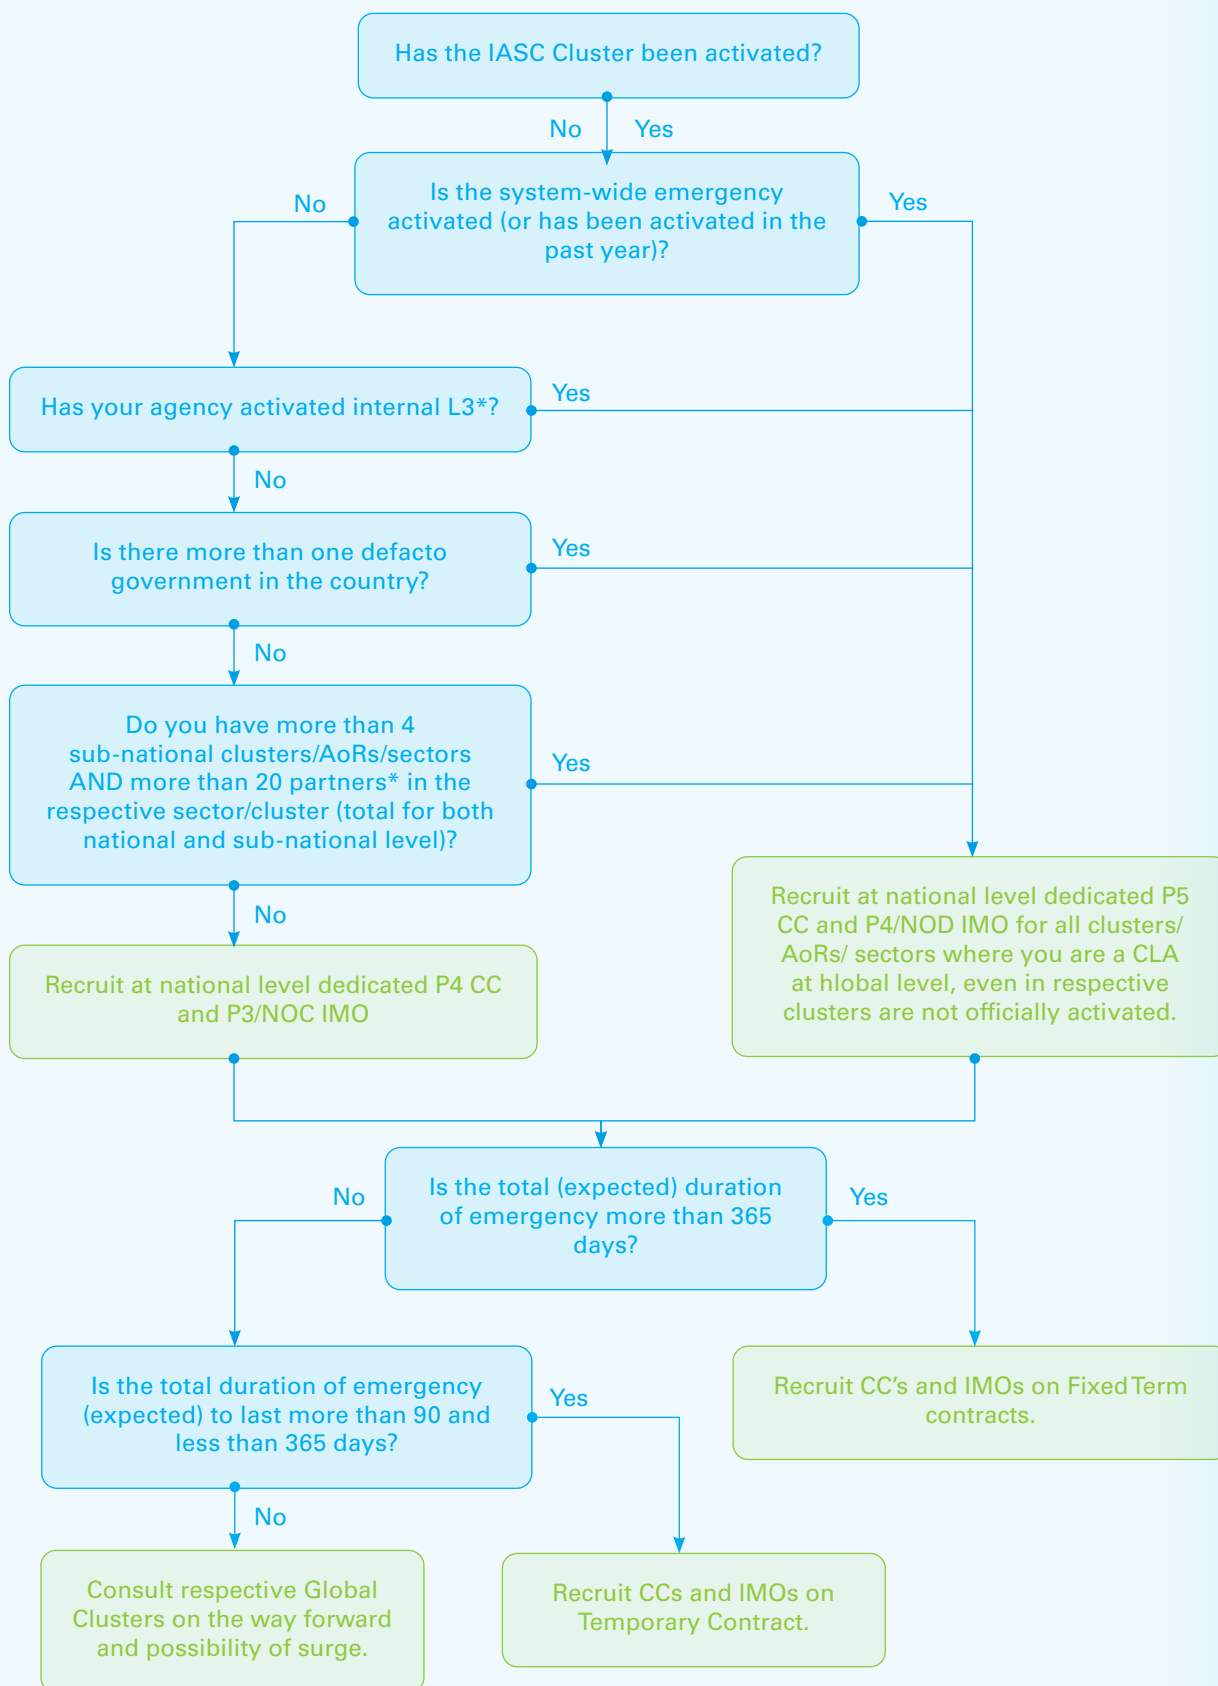 Has the IASC Cluster been activated?
No
Yes
Is the system-wide emergency
activated (or has been activated in the
past year)?
No
Yes
Has your agency activated internal L3*?
Yes
No
Is there more than one defacto
government in the country?
Yes
No
Do you have more than 4
sub-national clusters/AoRs/sectors
AND more than 20 partners* in the
respective sector/cluster (total for both
national and sub-national level)?
Yes
No
Recruit at national level dedicated P4 CC
and P3/NOC IMO
Recruit at national level dedicated P5
CC and P4/NOD IMO for all clusters/
AoRs/ sectors where you are a CLA
at hlobal level, even in respective
clusters are not officially activated.
Is the total (expected) duration
of emergency more than 365
days?
No
Yes
Is the total duration of emergency
(expected) to last more than 90 and
less than 365 days?
Yes
No
Recruit CC's and IMOs on Fixed Term
contracts.
Consult respective Global
Clusters on the way forward
and possibility of surge.
Recruit CCs and IMOs on
Temporary Contract.